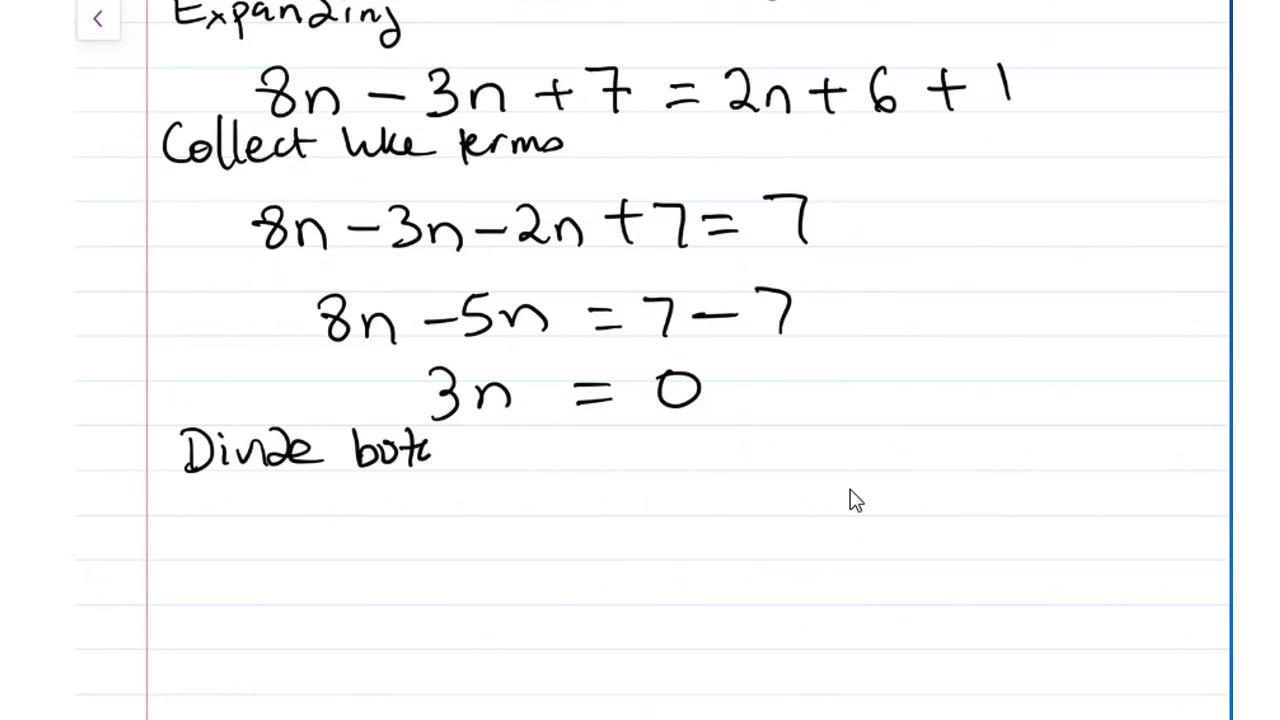 Expanding
8n - 3n + 7 = 2n + 6 + 1
Collect like terms
8n - 3n - 2n + 7 = 7
8n - 5n = 7 - 7
3n = 0
Divide bot